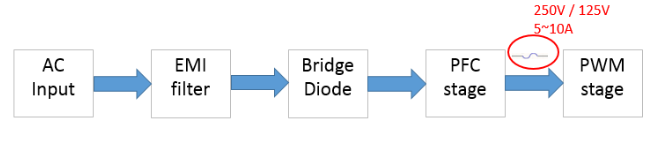 250V / 125V
5~10A
AC
Input
EMI
filter
Bridge
Diode
PFC
stage
PWM
stage